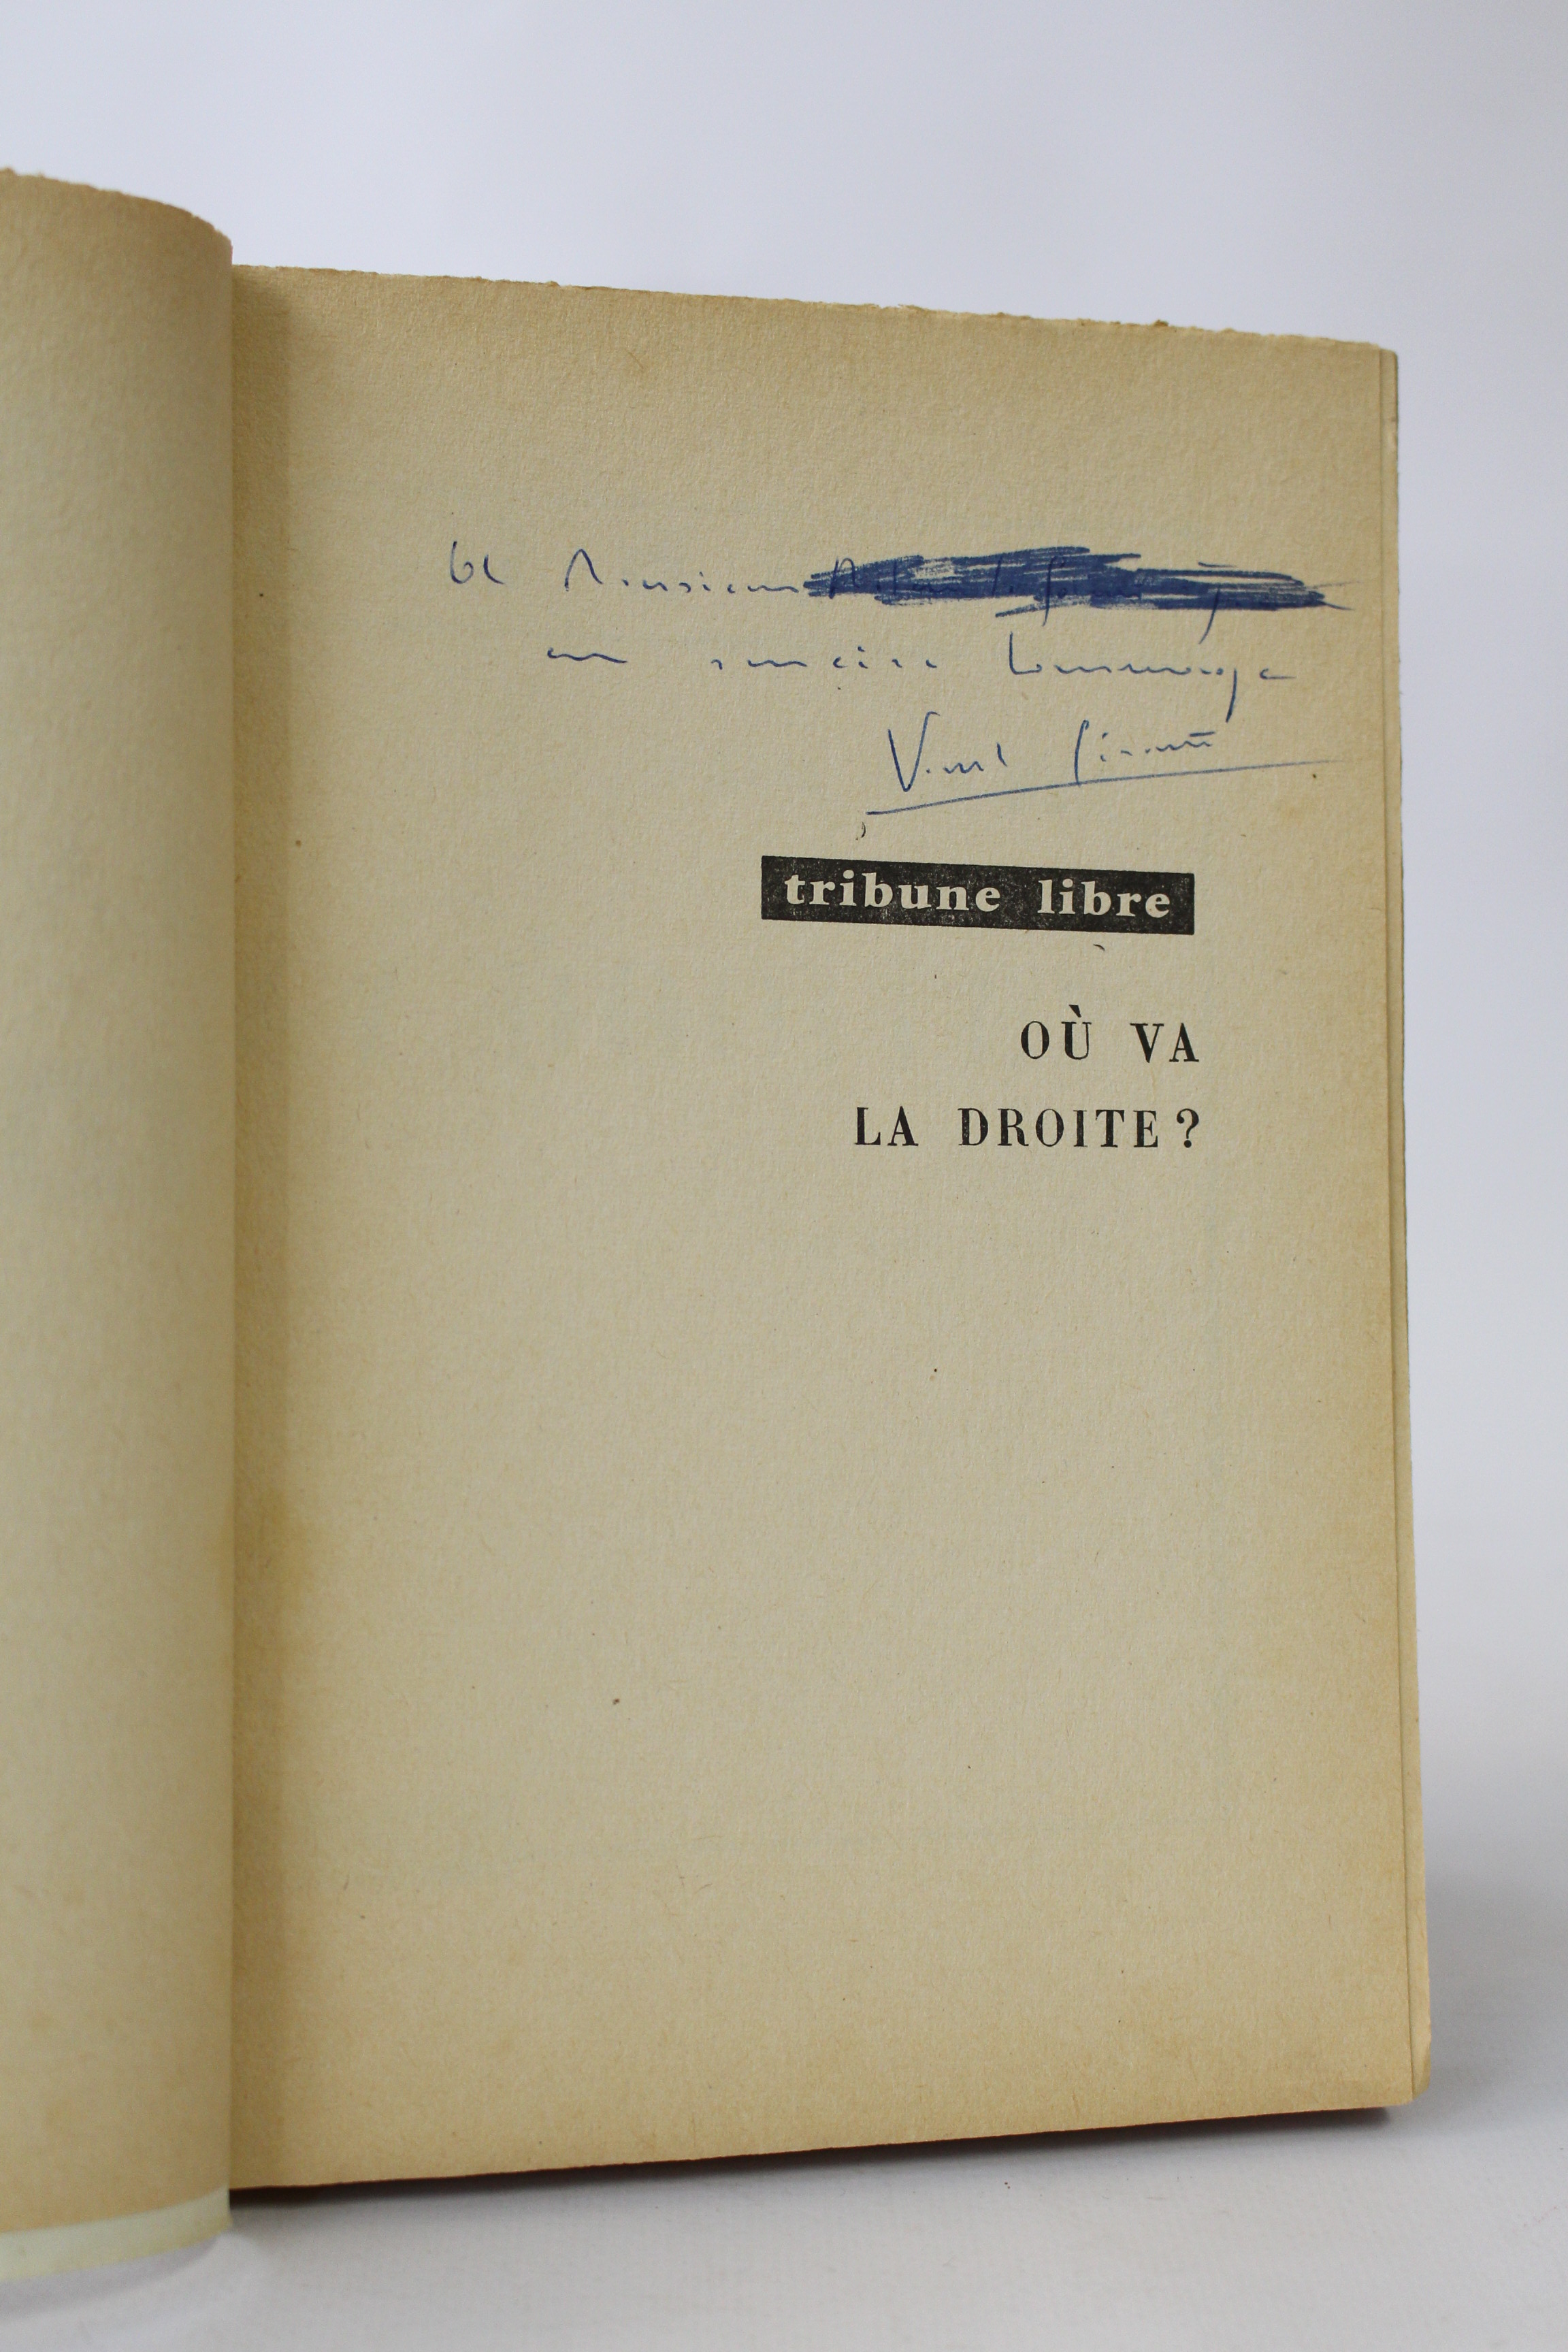 A Monsieur
en sincère hommage
tribune libre
OÙ VA
LA DROITE?